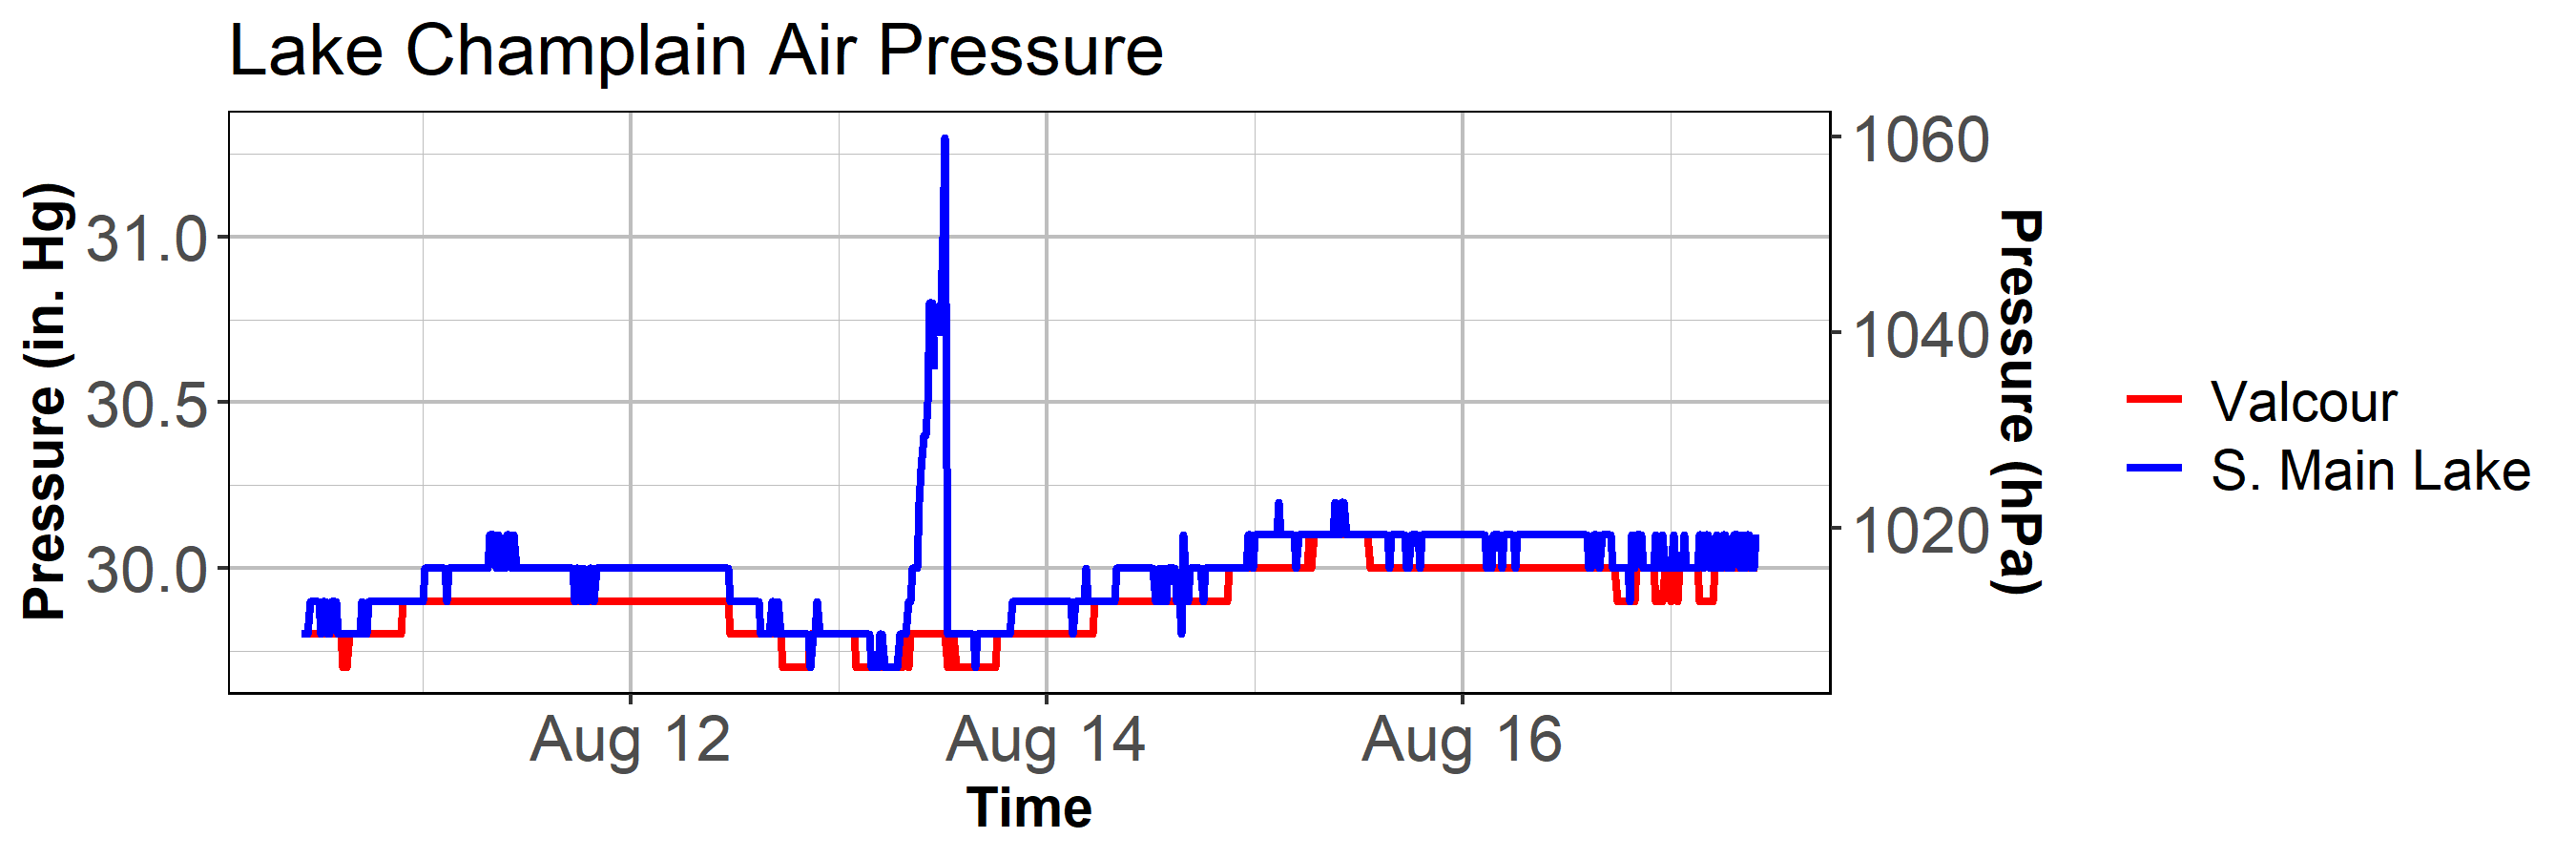 Lake Champlain Air Pressure
Pressure (in. Hg)
31.0
30.5
30.0
1060
1040
1020
Pressure (hPa)
Aug 12
Aug 14
Aug 16
Time
Valcour
S. Main Lake